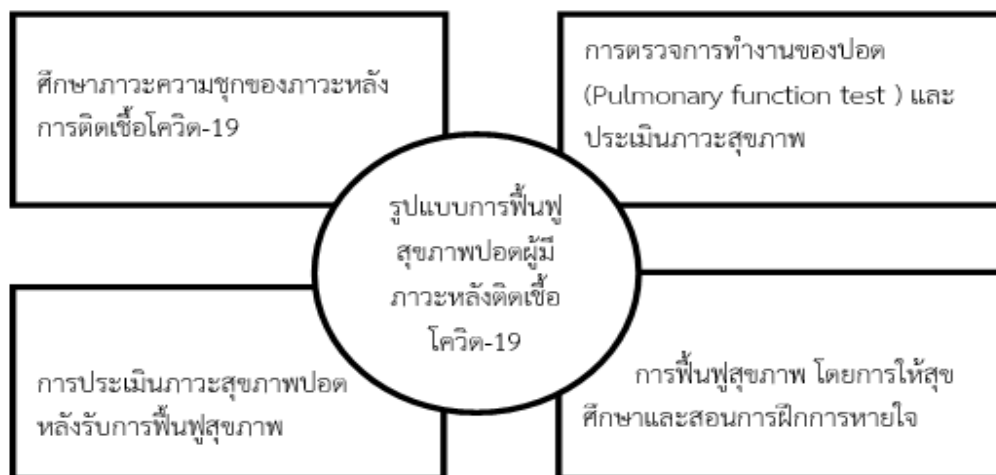 ศึกษาภาวะความชุกของภาวะหลัง
การติดเชื้อโควิด-19
การตรวจการทำงานของปอด
(Pulmonary function test ) และ
ประเมินภาวะสุขภาพ
รูปแบบการฟื้นฟู
สุขภาพปอดผู้มี
ภาวะหลังติดเชื้อ
โควิด-19
การประเมินภาวะสุขภาพปอด
หลังรับการฟื้นฟูสุขภาพ
การฟื้นฟูสุขภาพ โดยการให้สุข
ศึกษาและสอนการฝึกการหายใจ